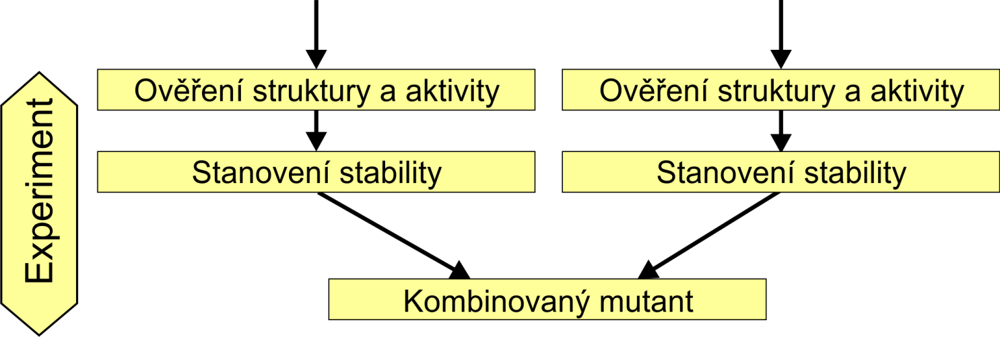 Experiment
Ověření struktury a aktivity
Ověření struktury a aktivity
Stanovení stability
Stanovení stability
Kombinovaný mutant